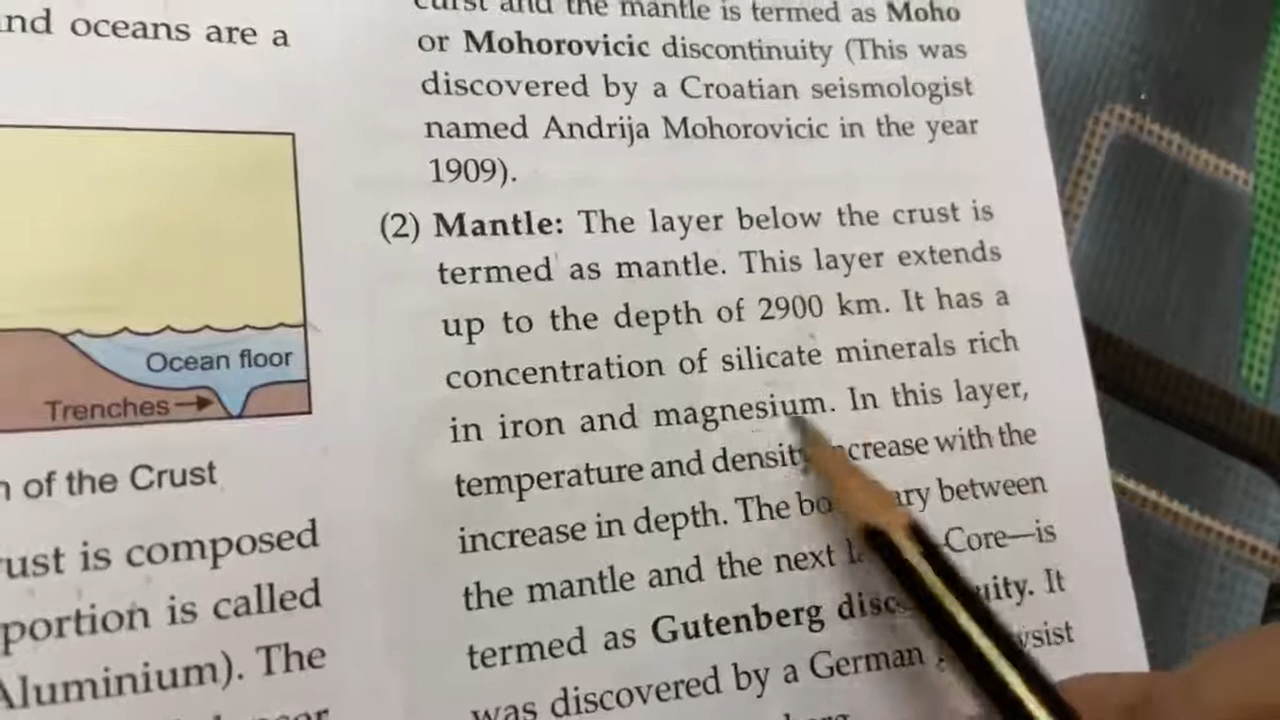 nd oceans are a
Ocean floor
Trenches
of the Crust
ust is composed
portion is called
Aluminium). The
and the mantle is termed as Moho
or Mohorovicic discontinuity (This was
discovered by a Croatian seismologist
named Andrija Mohorovicic in the year
1909).
(2) Mantle: The layer below the crust is
termed as mantle. This layer extends
up to the depth of 2900 km. It has a
concentration of silicate minerals rich
in iron and magnesium. In this layer,
temperature and density increase with the
increase in depth. The bo ary between
the mantle and the next l Core—is
termed as Gutenberg disc uity. It
was discovered by a German ysist